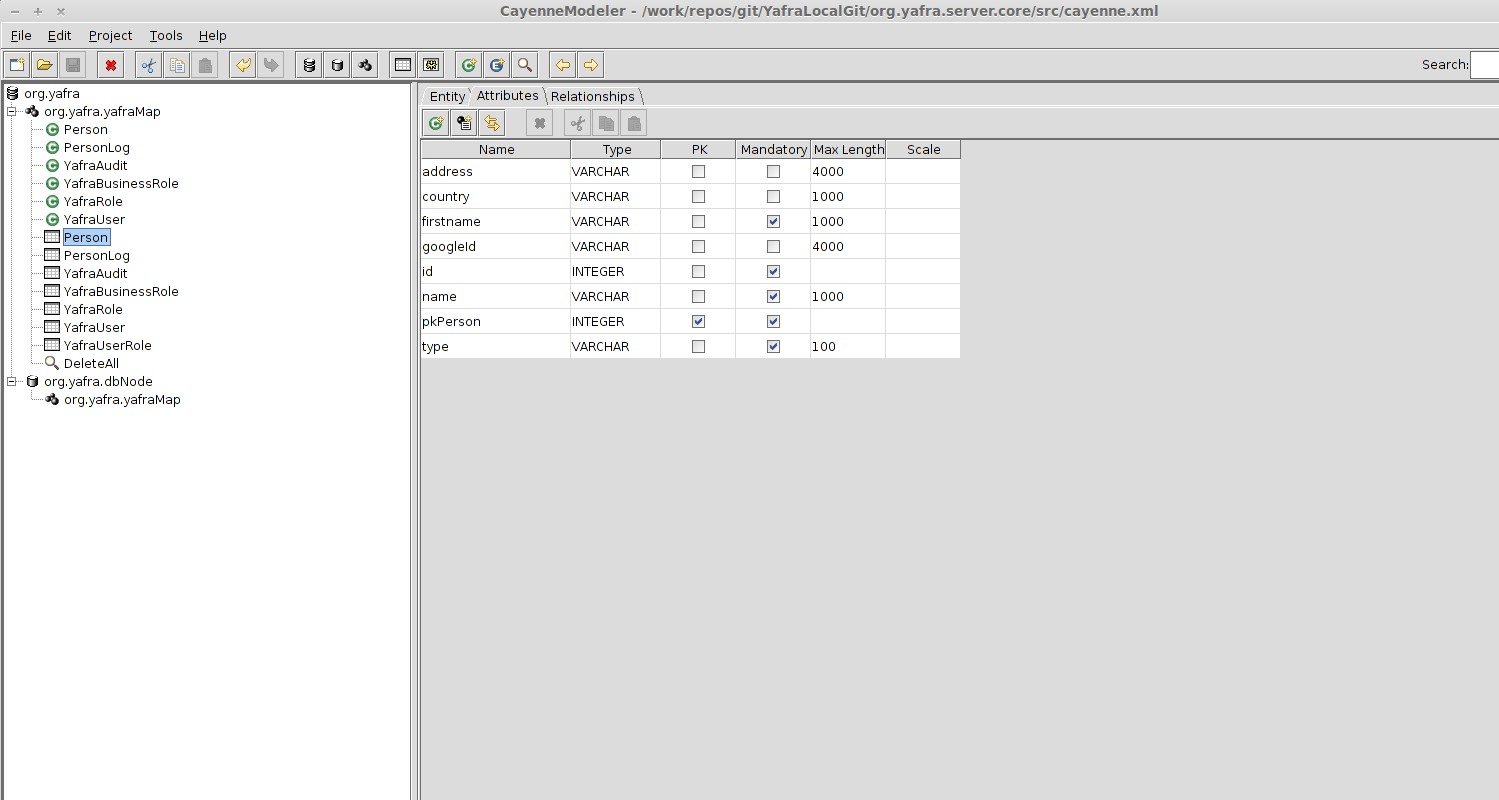 CayenneModeler - /work/repos/git/YafraLocalGit/org.yafra.server.core/src/cayenne.xml
File Edit Project Tools Help
Search:
org.yafra
org.yafra.yafraMap
Person
PersonLog
YafraAudit
YafraBusinessRole
YafraRole
YafraUser
Person
PersonLog
YafraAudit
YafraBusinessRole
YafraRole
YafraUser
YafraUserRole
DeleteAll
org.yafra.dbNode
org.yafra.yafraMap
Entity Attributes Relationships
Name Type PK Mandatory Max Length Scale
address VARCHAR 4000
country VARCHAR 1000
firstname VARCHAR 1000
googleId VARCHAR 4000
id INTEGER
name VARCHAR 1000
pkPerson INTEGER
type VARCHAR 100